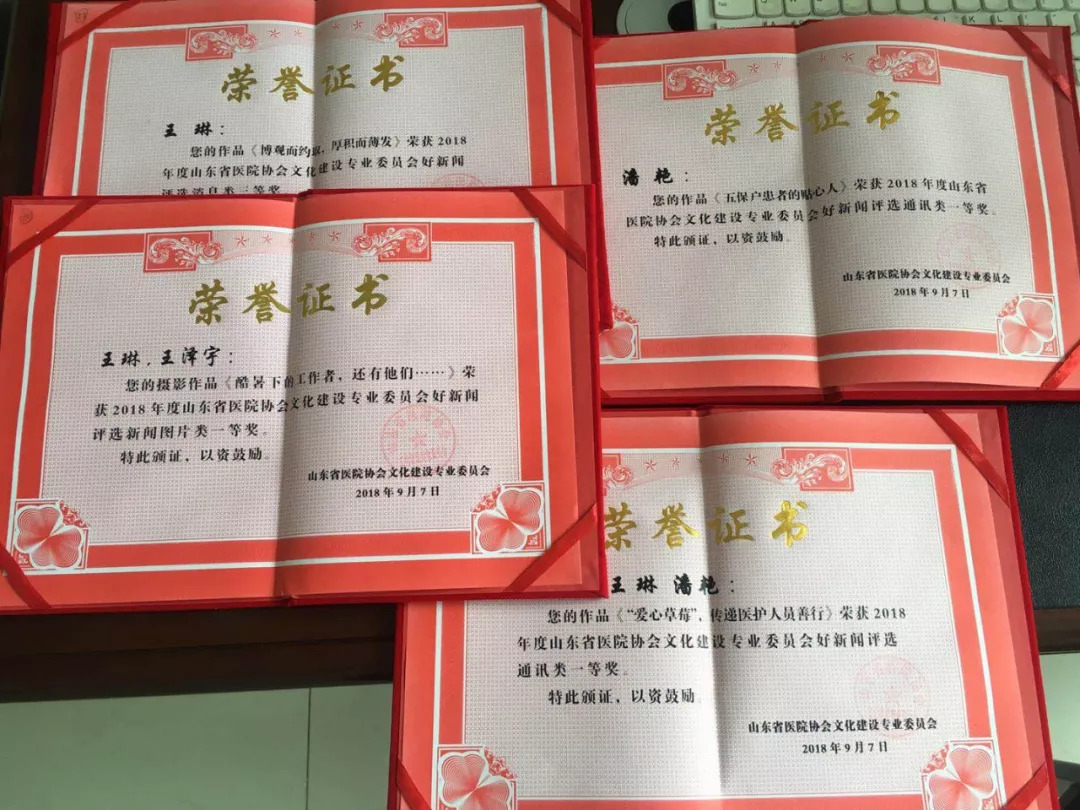 荣誉证书
王 琳：
您的作品《博观而约取，厚积而薄发》荣获2018
年度山东省医院协会文化建设专业委员会好新闻
评选消息类三等奖
荣誉证书
潘 艳：
您的作品《五保户患者的贴心人》荣获2018年度山东省
医院协会文化建设专业委员会好新闻评选通讯类一等奖。
特此颁证，以资鼓励。
山东省医院协会文化建设专业委员会
2018年9月7日
荣誉证书
王琳，王泽宇：
您的摄影作品《酷暑下的工作者，还有他们……》荣
获2018年度山东省医院协会文化建设专业委员会好新闻
评选新闻图片类一等奖。
特此颁证，以资鼓励。
山东省医院协会文化建设专业委员会
2018年9月7日
荣誉证书
王琳 潘艳：
您的作品《“爱心草莓”，传递医护人员善行》荣获2018
年度山东省医院协会文化建设专业委员会好新闻评选
通讯类一等奖。
特此颁证，以资鼓励。
山东省医院协会文化建设专业委员会
2018年9月7日